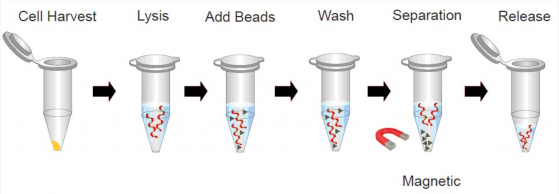 Cell Harvest
Lysis
Add Beads
Wash
Separation
Release
Magnetic